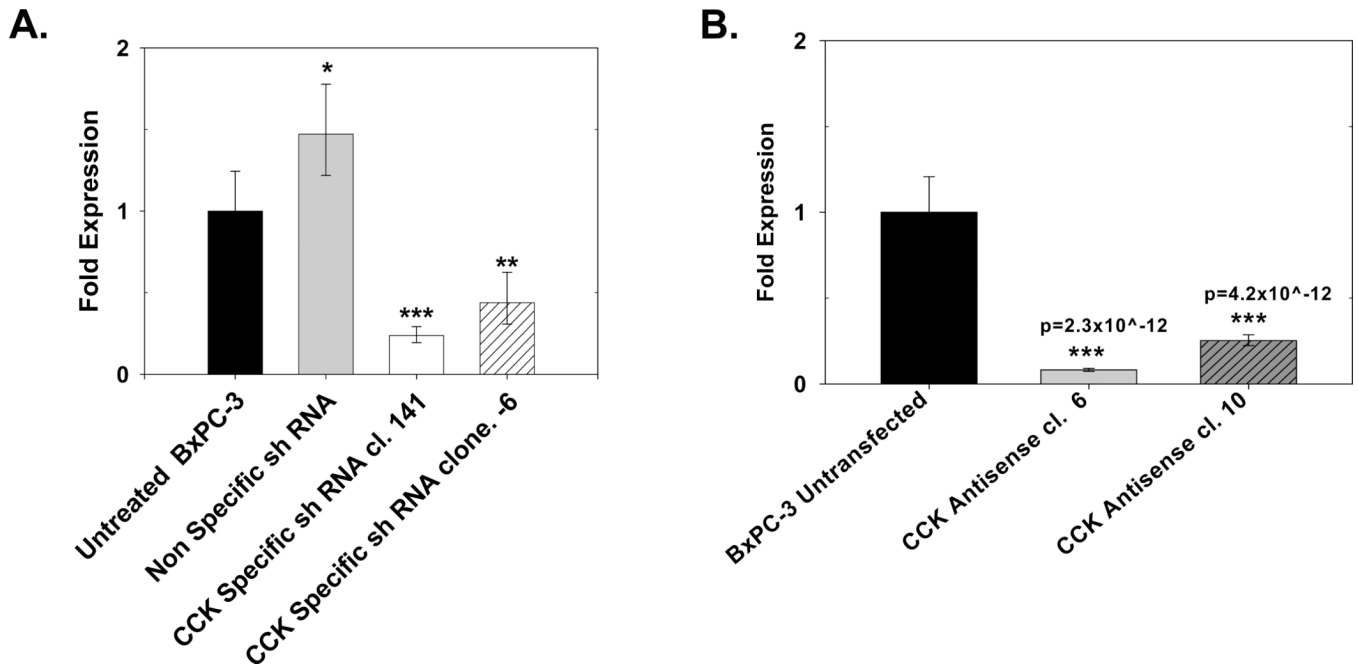 A.
2
1
0
Fold Expression
*
***
**
Untreated BxPC-3
Non Specific sh RNA
CCK Specific sh RNA cl. 141
CCK Specific sh RNA clone. -6
B.
2
1
0
Fold Expression
p=2.3x10^-12
***
p=4.2x10^-12
***
BxPC-3 Untransfected
CCK Antisense cl. 6
CCK Antisense cl. 10